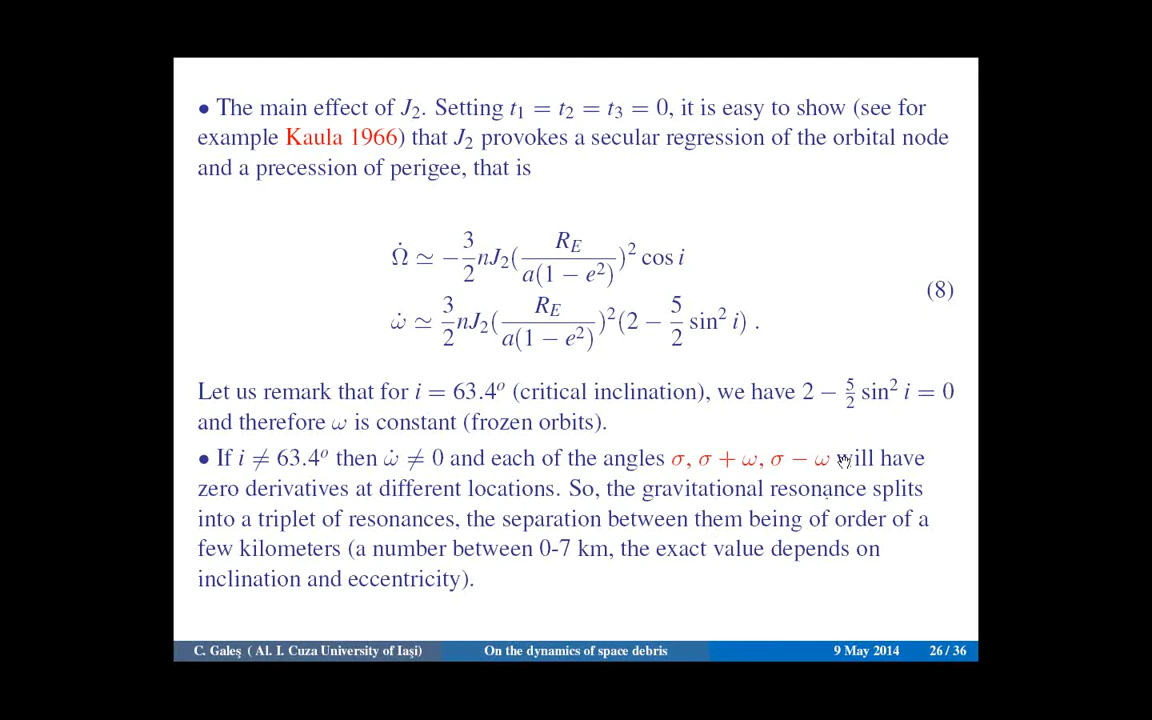 • The main effect of J₂. Setting t₁ = t₂ = t₃ = 0, it is easy to show (see for
example Kaula 1966) that J₂ provokes a secular regression of the orbital node
and a precession of perigee, that is
Ω̇ ≃ −3/2 nJ₂(R_E / a(1 − e²))² cos i
(8)
ω̇ ≃ 3/2 nJ₂(R_E / a(1 − e²))²(2 − 5/2 sin² i) .
Let us remark that for i = 63.4ᵒ (critical inclination), we have 2 − 5/2 sin² i = 0
and therefore ω is constant (frozen orbits).
• If i ≠ 63.4ᵒ then ω̇ ≠ 0 and each of the angles σ, σ + ω, σ − ω will have
zero derivatives at different locations. So, the gravitational resonance splits
into a triplet of resonances, the separation between them being of order of a
few kilometers (a number between 0-7 km, the exact value depends on
inclination and eccentricity).
C. Galeş ( Al. I. Cuza University of Iaşi) On the dynamics of space debris 9 May 2014 26 / 36